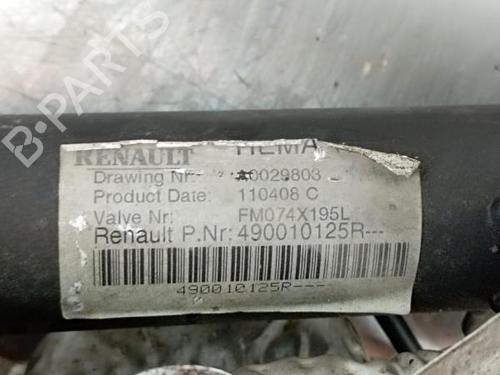 B-PARTS
RENAULT
Drawing Nr: A0029803
Product Date: 110408 C
Valve Nr: FM074X195L
Renault P.Nr: 490010125R---
490010125R---